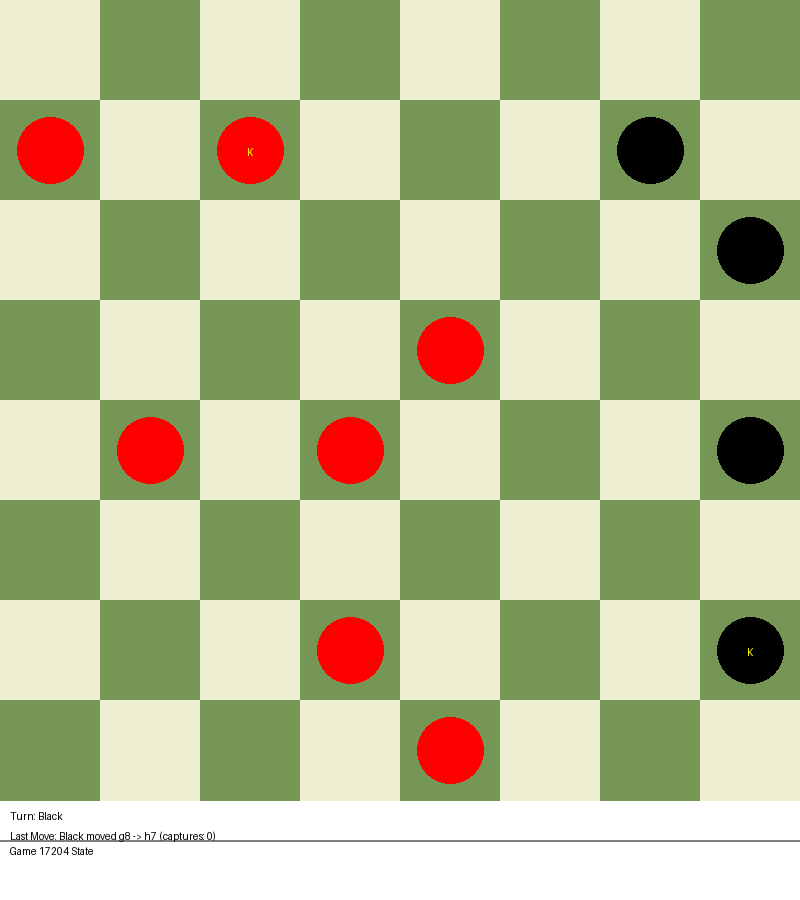 K
K
Turn: Black
Last Move: Black moved g8 -> h7 (captures: 0)
Game 17204 State